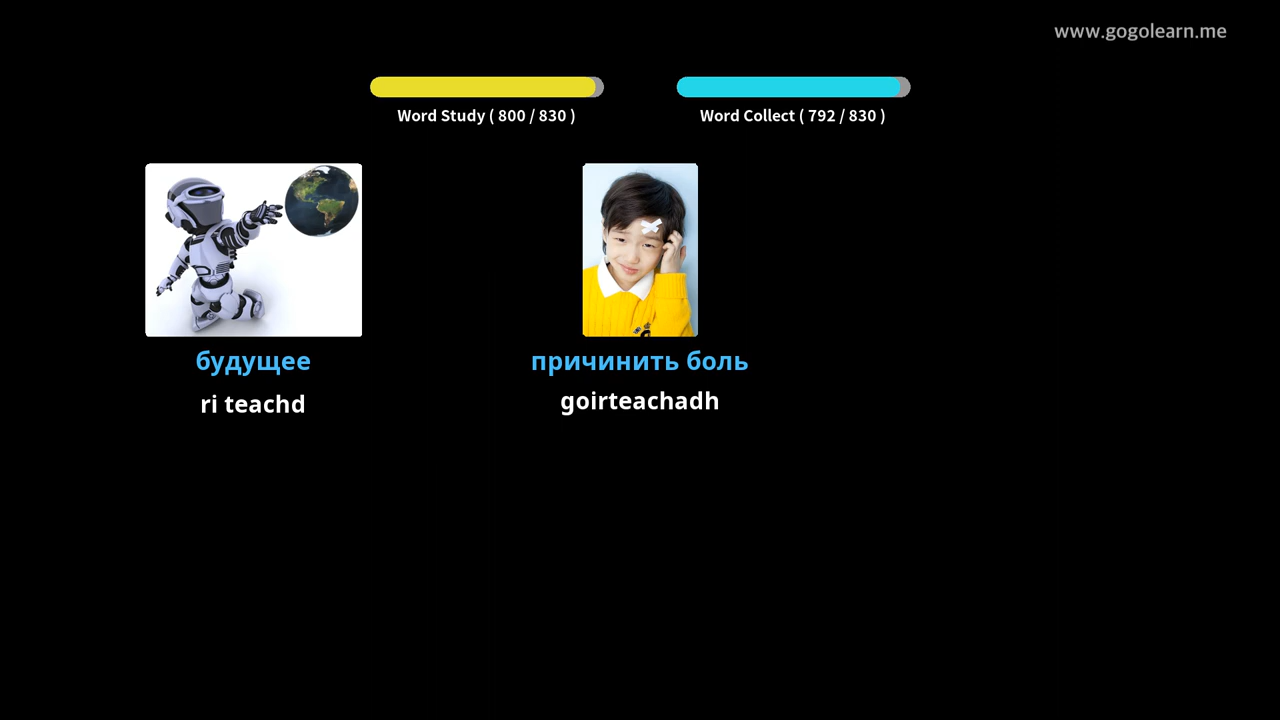 www.gogolearn.me
Word Study ( 800 / 830 )
Word Collect ( 792 / 830 )
будущее
ri teachd
причинить боль
goirteachadh